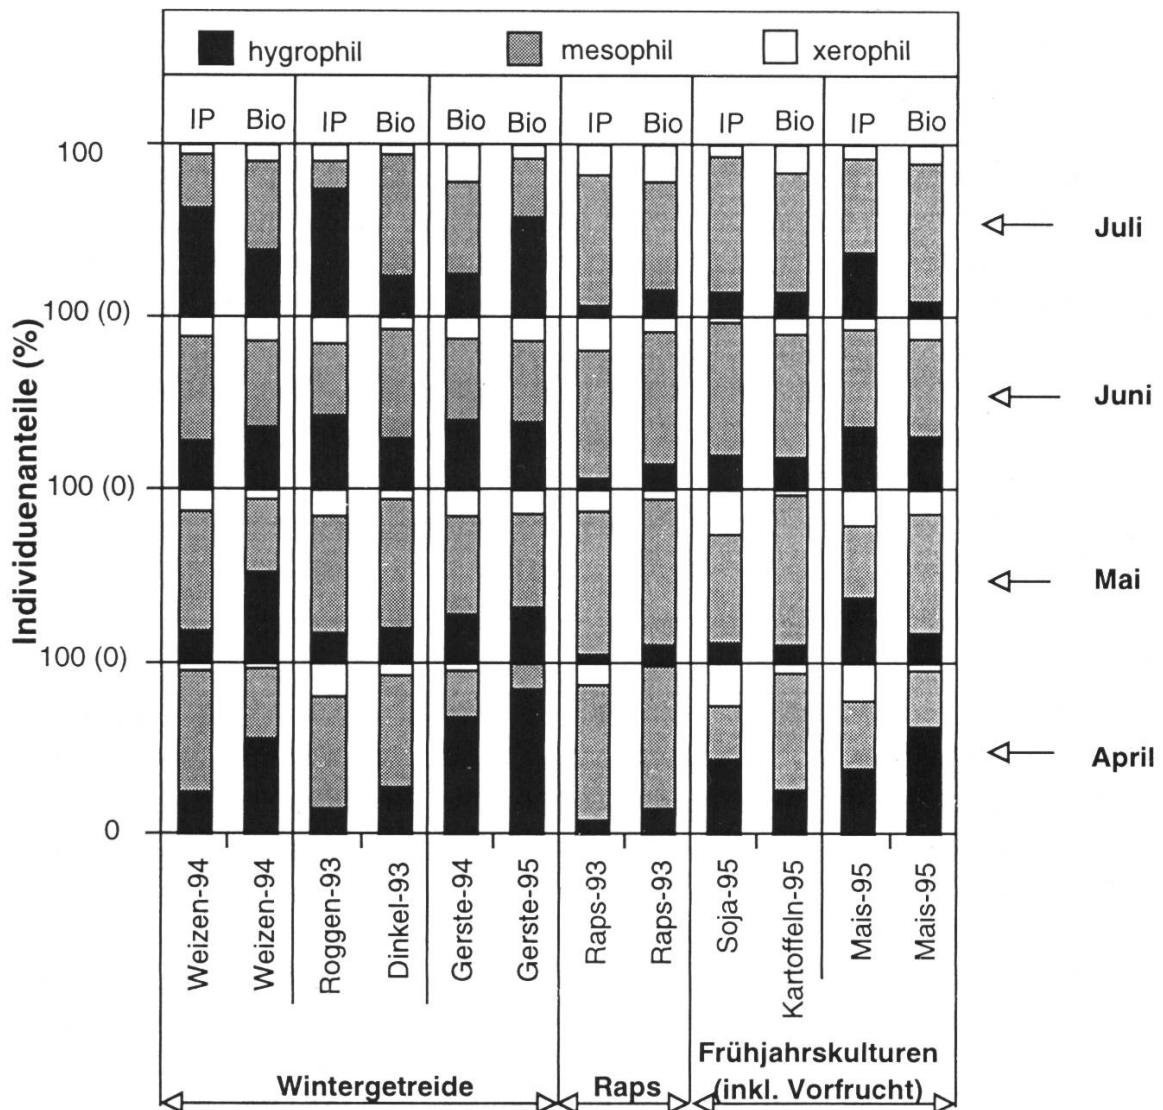 hygrophil mesophil xerophil
IP Bio IP Bio Bio Bio IP Bio IP Bio IP Bio
100
Juli
100 (0)
Juni
100 (0)
Mai
100 (0)
April
0
Individuenanteile (%)
Weizen-94
Weizen-94
Roggen-93
Dinkel-93
Gerste-94
Gerste-95
Raps-93
Raps-93
Soja-95
Kartoffeln-95
Mais-95
Mais-95
Wintergetreide
Raps
Frühjahrskulturen
(inkl. Vorfrucht)